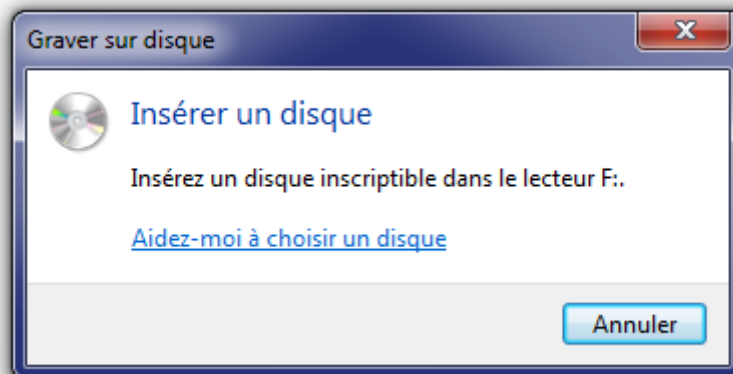 Graver sur disque
Insérer un disque
Insérez un disque inscriptible dans le lecteur F:.
Aidez-moi à choisir un disque
Annuler